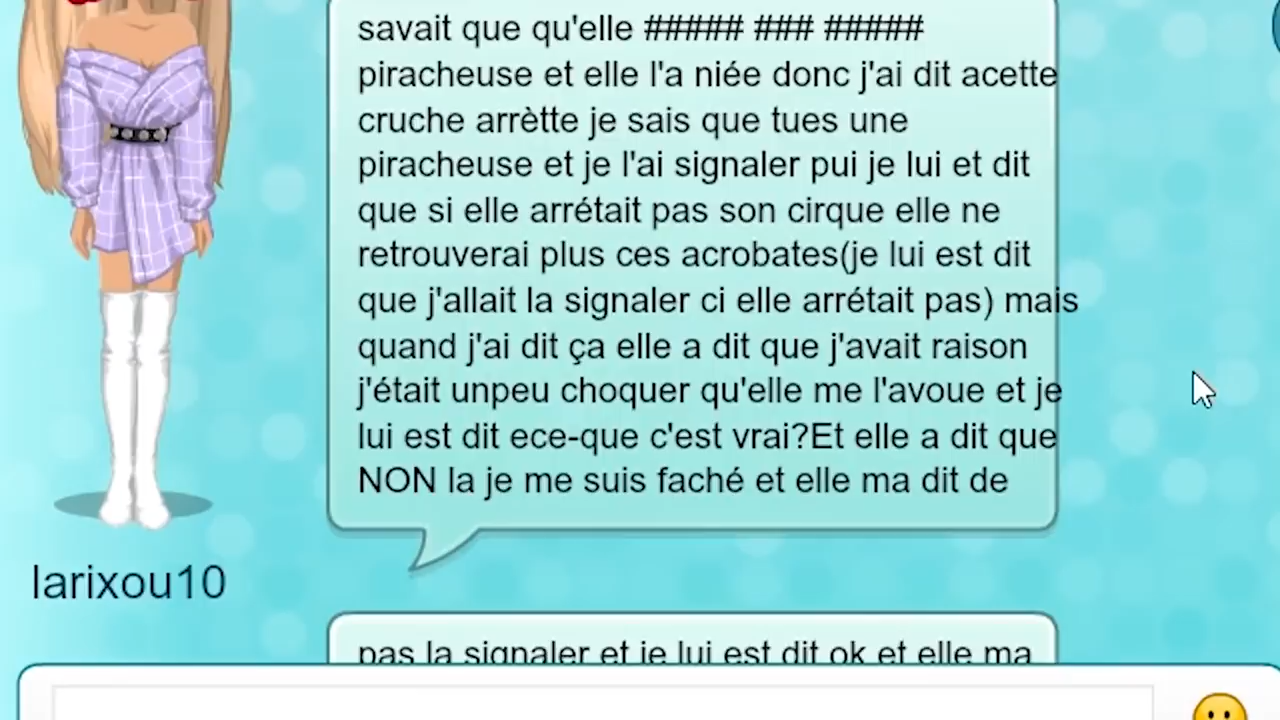 savait que qu'elle ##### ### #####
piracheuse et elle l'a niée donc j'ai dit acette
cruche arrètte je sais que tues une
piracheuse et je l'ai signaler pui je lui et dit
que si elle arrétait pas son cirque elle ne
retrouverai plus ces acrobates(je lui est dit
que j'allait la signaler ci elle arrétait pas) mais
quand j'ai dit ça elle a dit que j'avait raison
j'était unpeu choquer qu'elle me l'avoue et je
lui est dit ece-que c'est vrai?Et elle a dit que
NON la je me suis faché et elle ma dit de
larixou10
pas la signaler et je lui est dit ok et elle ma